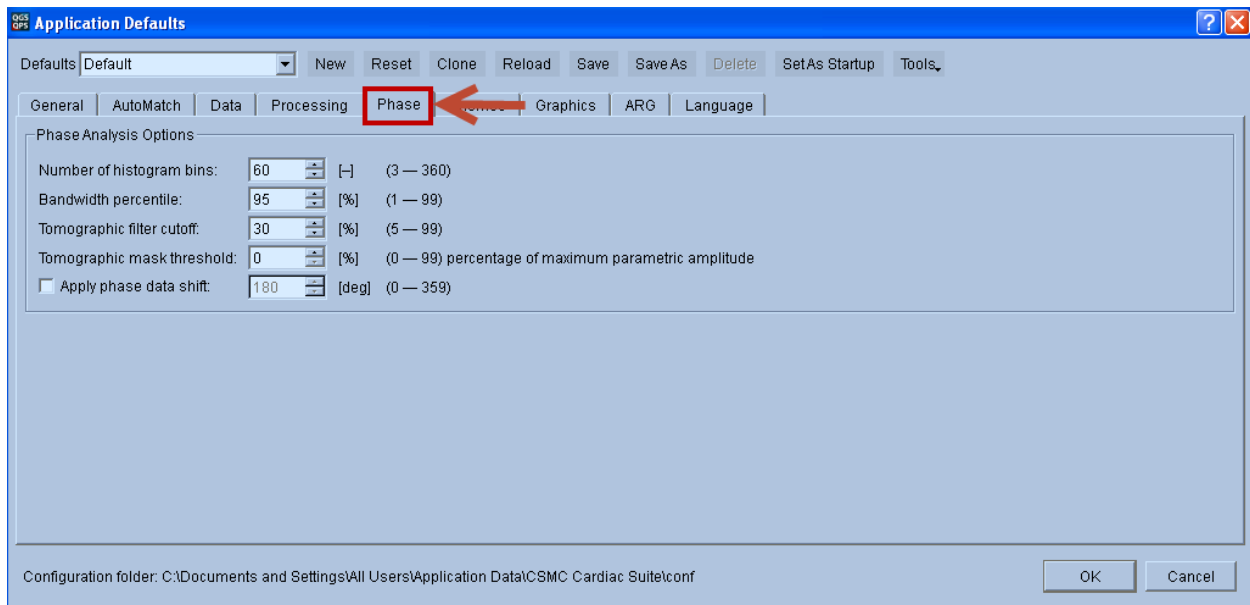 QGS QPS Application Defaults
Defaults Default New Reset Clone Reload Save Save As Delete Set As Startup Tools
General AutoMatch Data Processing Phase Graphics ARG Language
Phase Analysis Options
Number of histogram bins: 60 [–] (3 — 360)
Bandwidth percentile: 95 [%] (1 — 99)
Tomographic filter cutoff: 30 [%] (5 — 99)
Tomographic mask threshold: 0 [%] (0 — 99) percentage of maximum parametric amplitude
Apply phase data shift: 180 [deg] (0 — 359)
Configuration folder: C:\Documents and Settings\All Users\Application Data\CSMC Cardiac Suite\conf OK Cancel